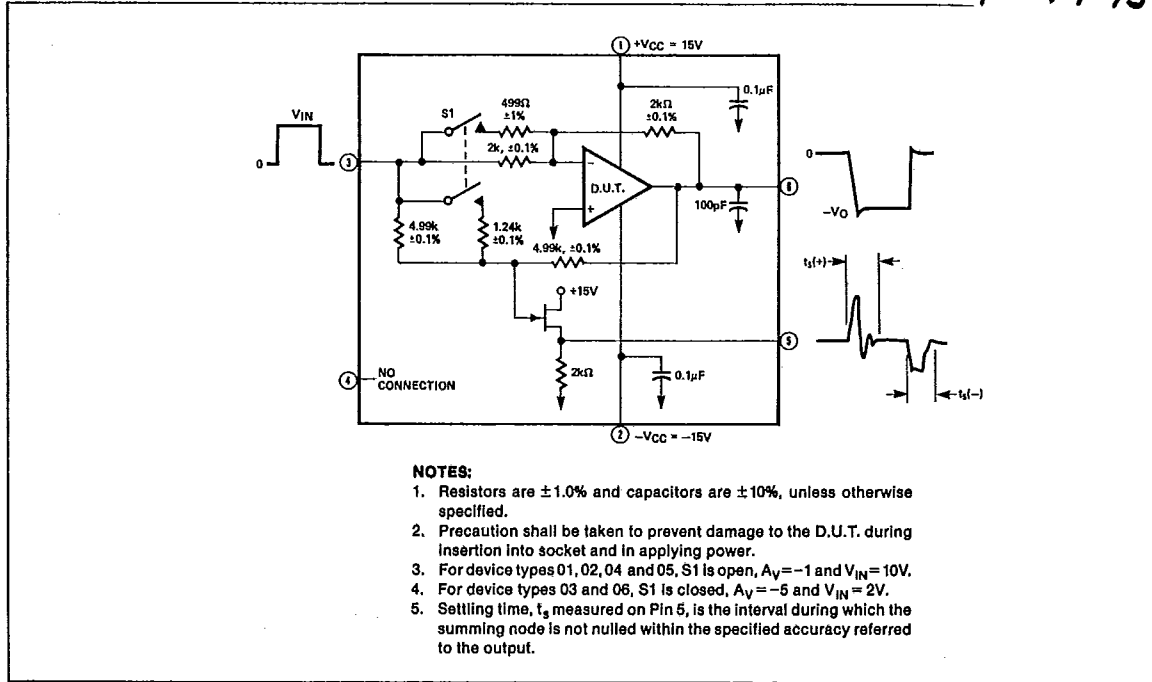 1 +VCC = 15V
0.1µF
499Ω
±1%
2kΩ
±0.1%
S1
VIN
2k, ±0.1%
0
3
−
D.U.T.
+
6
100pF
0
−VO
4.99k
±0.1%
1.24k
±0.1%
4.99k, ±0.1%
ts(+)
+15V
5
2kΩ
0.1µF
4
NO
CONNECTION
ts(−)
2 −VCC = −15V
NOTES:
1. Resistors are ±1.0% and capacitors are ±10%, unless otherwise
specified.
2. Precaution shall be taken to prevent damage to the D.U.T. during
insertion into socket and in applying power.
3. For device types 01, 02, 04 and 05, S1 is open, AV=−1 and VIN=10V.
4. For device types 03 and 06, S1 is closed, AV=−5 and VIN=2V.
5. Settling time, ts measured on Pin 5, is the interval during which the
summing node is not nulled within the specified accuracy referred
to the output.